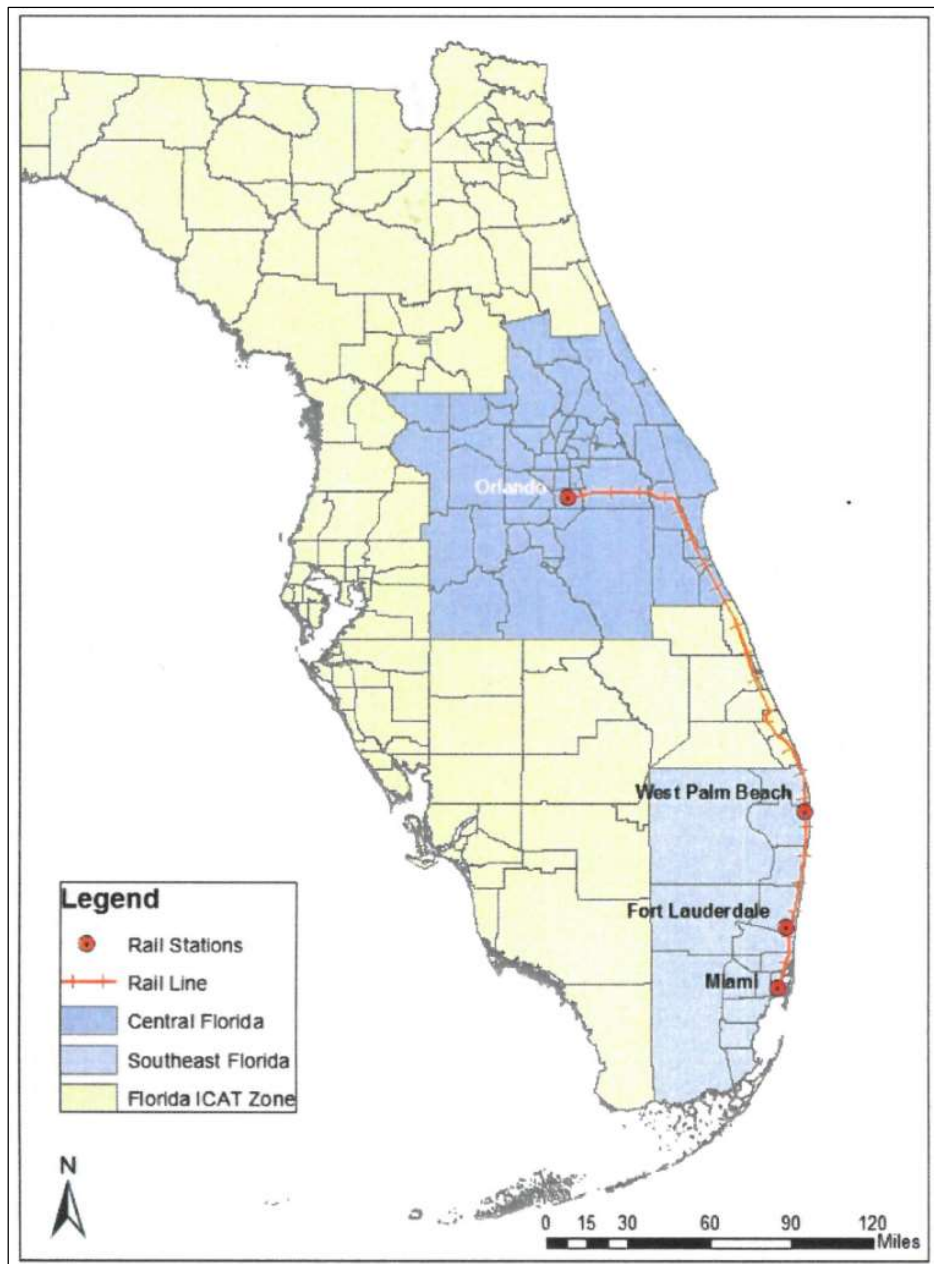 Orlando
West Palm Beach
Fort Lauderdale
Miami
Legend
Rail Stations
Rail Line
Central Florida
Southeast Florida
Florida ICAT Zone
N
0 15 30 60 90 120
Miles